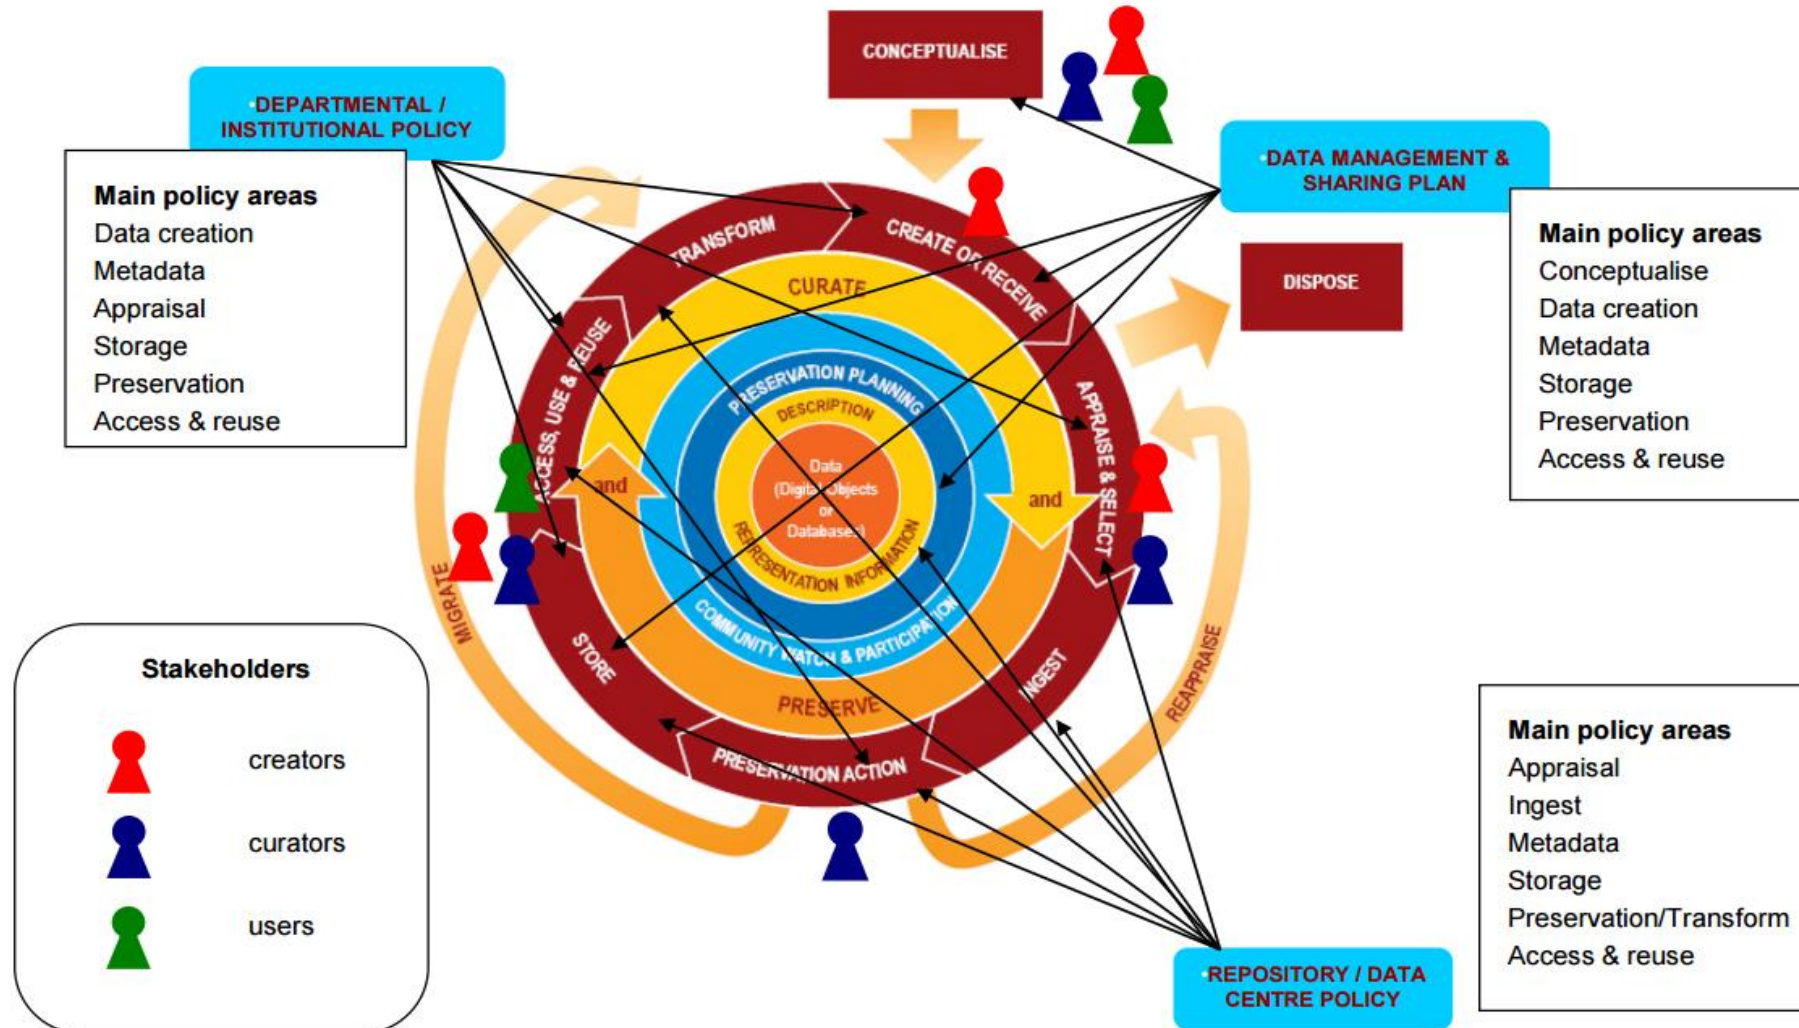 CONCEPTUALISE
•DEPARTMENTAL /
INSTITUTIONAL POLICY
Main policy areas
Data creation
Metadata
Appraisal
Storage
Preservation
Access & reuse
•DATA MANAGEMENT &
SHARING PLAN
Main policy areas
Conceptualise
Data creation
Metadata
Storage
Preservation
Access & reuse
DISPOSE
TRANSFORM
CREATE OR RECEIVE
APPRAISE & SELECT
INGEST
PRESERVATION ACTION
STORE
ACCESS, USE & REUSE
CURATE
and
PRESERVE
and
COMMUNITY WATCH & PARTICIPATION
PRESERVATION PLANNING
DESCRIPTION
REPRESENTATION INFORMATION
Data
(Digital Objects
or
Databases)
MIGRATE
REAPPRAISE
Stakeholders
creators
curators
users
Main policy areas
Appraisal
Ingest
Metadata
Storage
Preservation/Transform
Access & reuse
•REPOSITORY / DATA
CENTRE POLICY